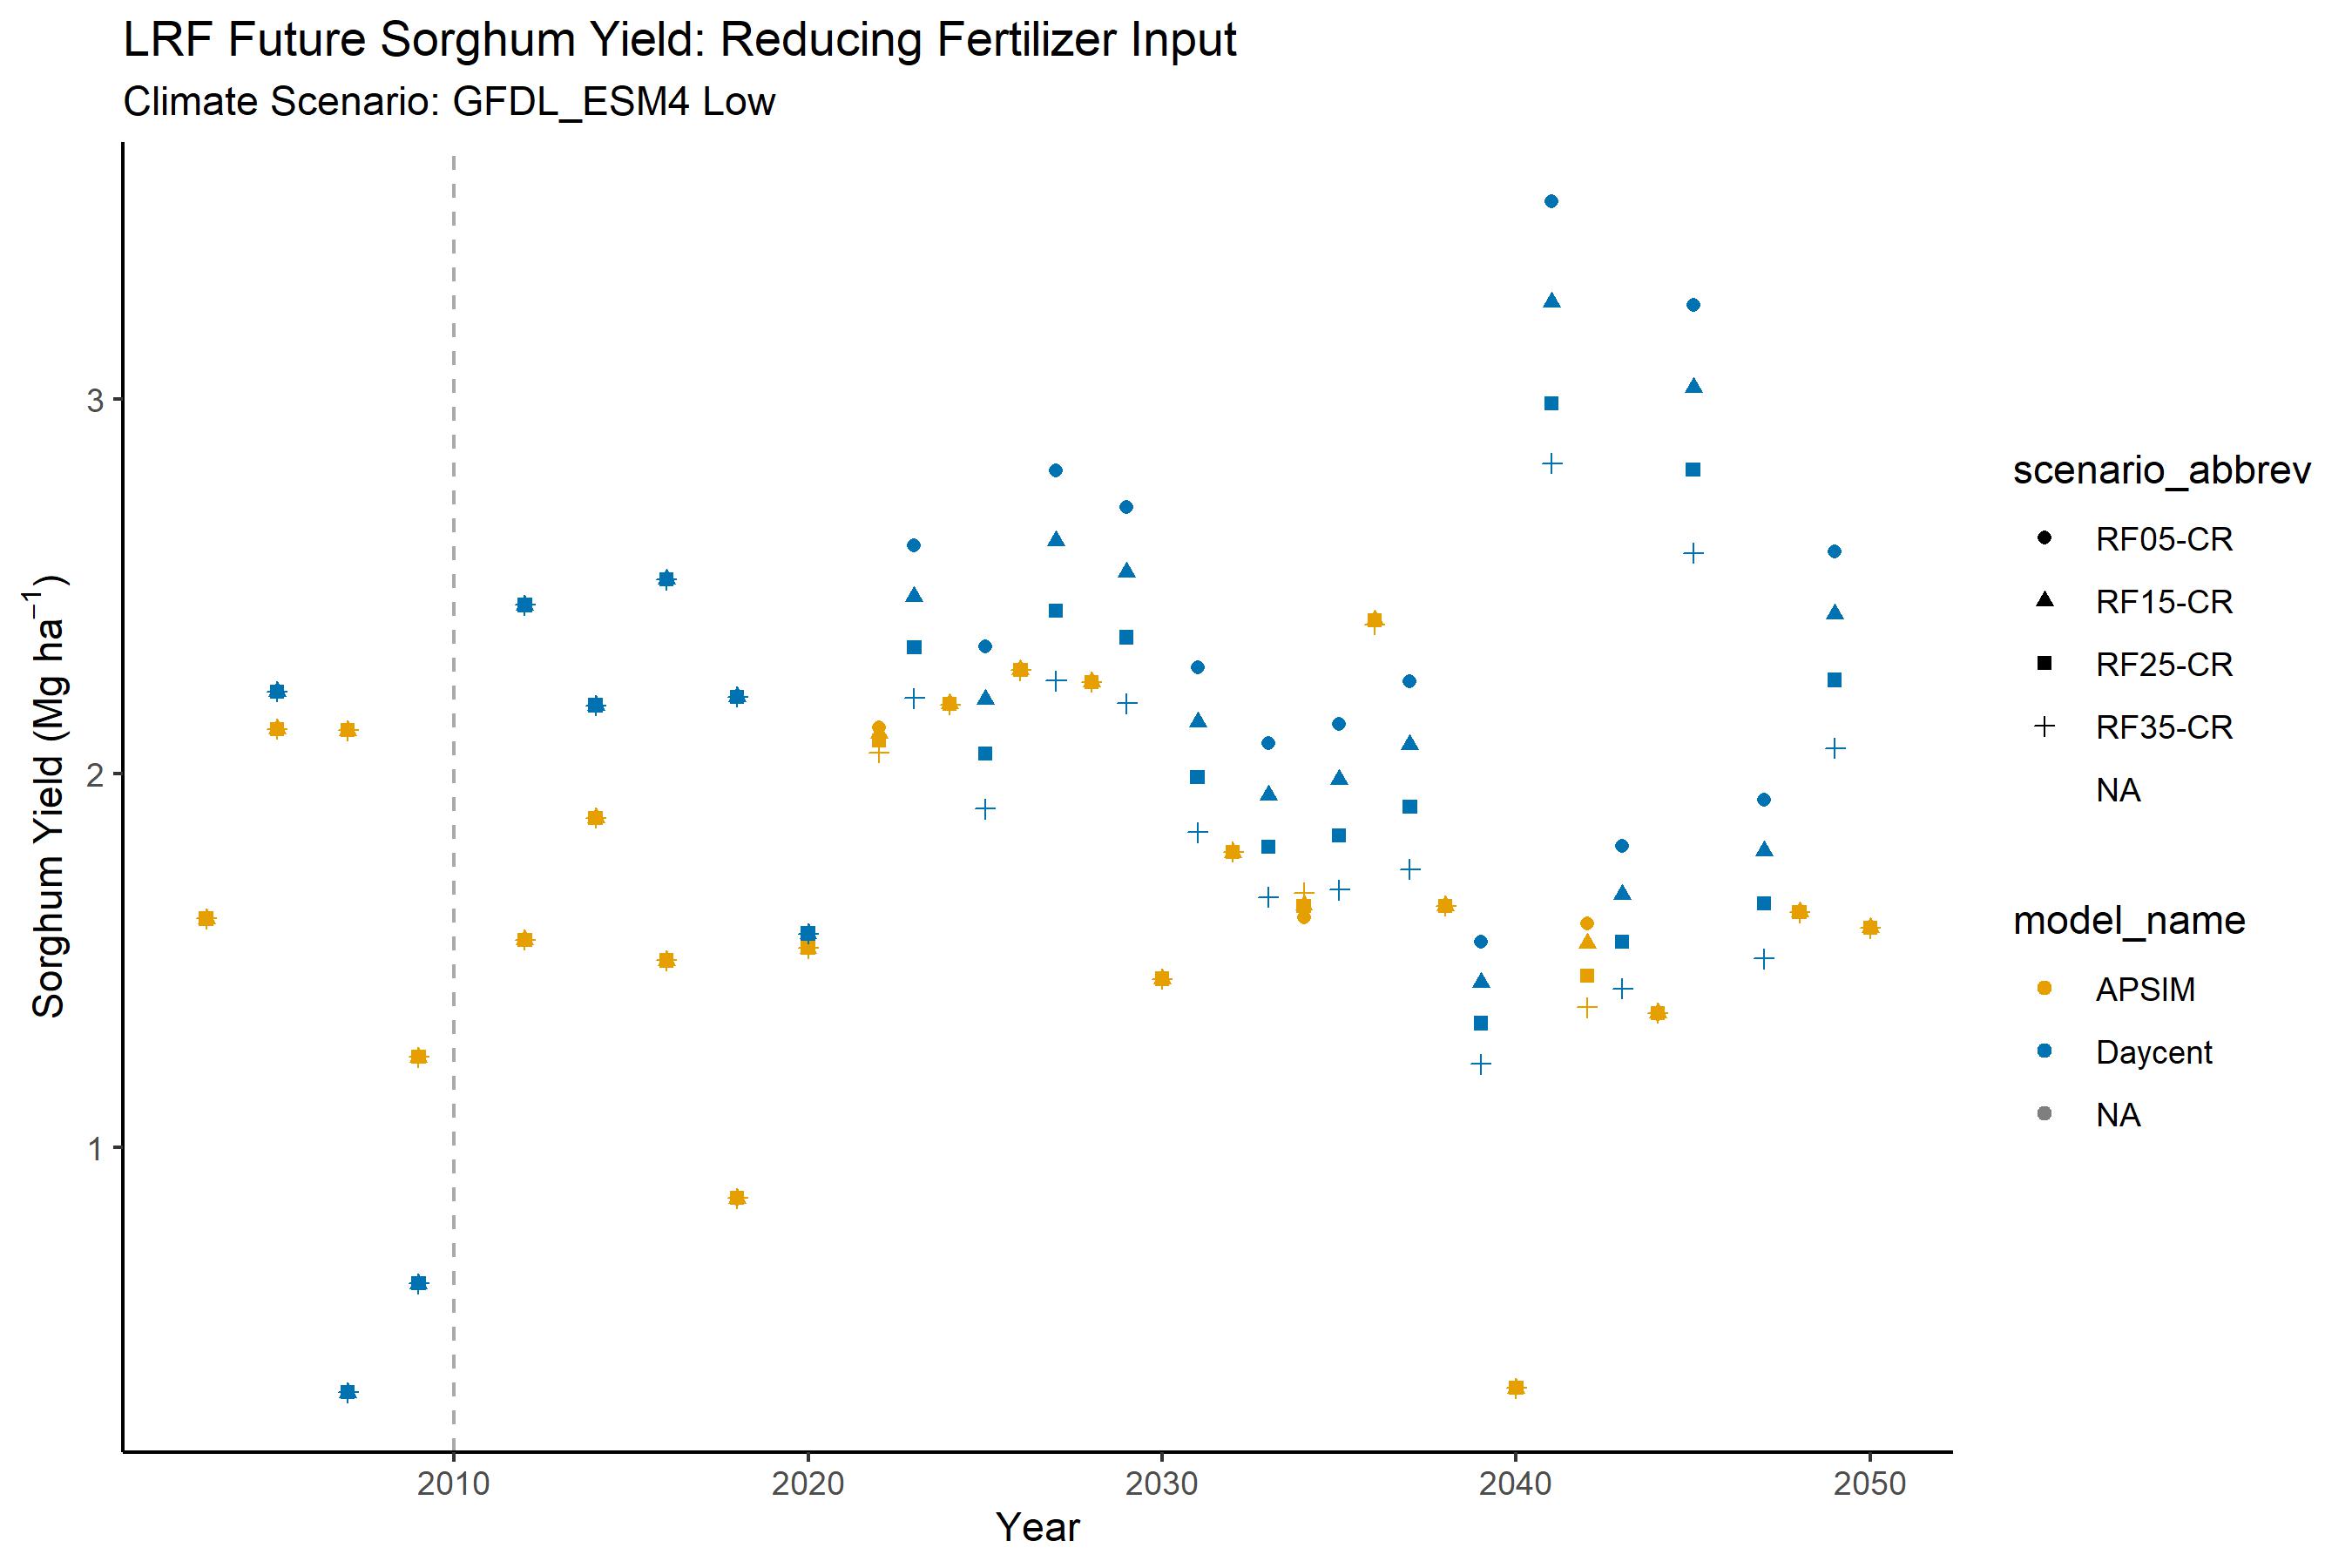 LRF Future Sorghum Yield: Reducing Fertilizer Input
Climate Scenario: GFDL_ESM4 Low
Sorghum Yield (Mg ha⁻¹)
3
2
1
2010
2020
2030
2040
2050
Year
scenario_abbrev
RF05-CR
RF15-CR
RF25-CR
RF35-CR
NA
model_name
APSIM
Daycent
NA